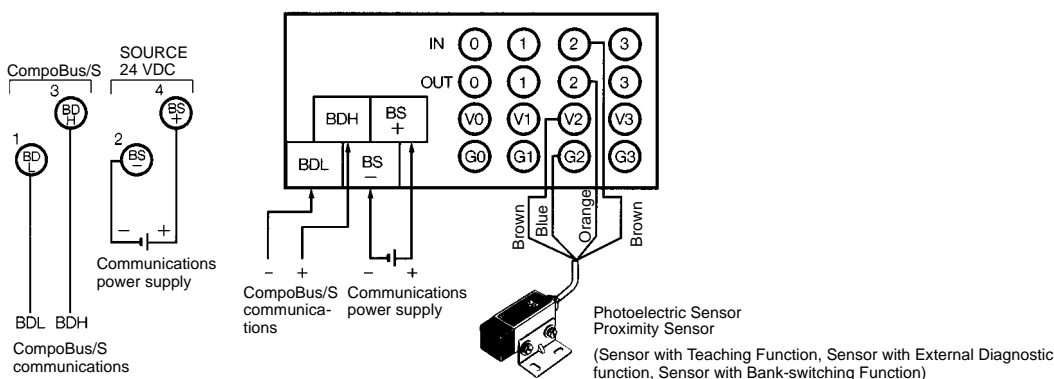 CompoBus/S
SOURCE
24 VDC
3
4
BD
H
BS
+
1
2
BD
L
BS
–
– +
Communications
power supply
BDL BDH
CompoBus/S
communications
IN 0 1 2 3
OUT 0 1 2 3
V0 V1 V2 V3
G0 G1 G2 G3
BDH
BS
+
BDL
BS
–
Brown
Blue
Orange
Brown
– +
– +
CompoBus/S
communica-
tions
Communications
power supply
Photoelectric Sensor
Proximity Sensor
(Sensor with Teaching Function, Sensor with External Diagnostic
function, Sensor with Bank-switching Function)